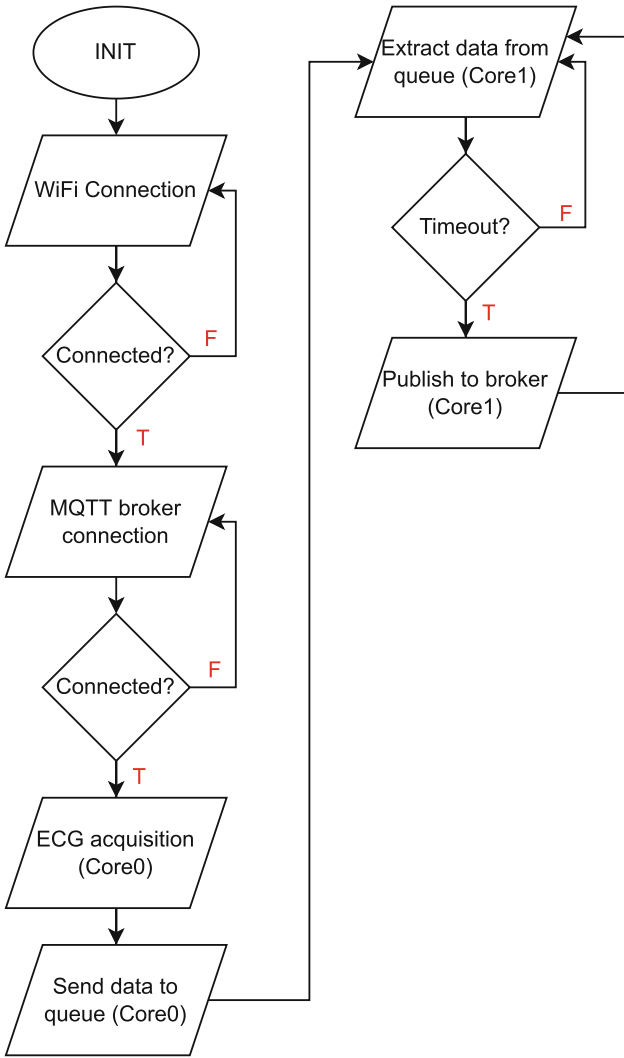 INIT
WiFi Connection
Connected?
F
T
MQTT broker
connection
Connected?
F
T
ECG acquisition
(Core0)
Send data to
queue (Core0)
Extract data from
queue (Core1)
Timeout?
F
T
Publish to broker
(Core1)